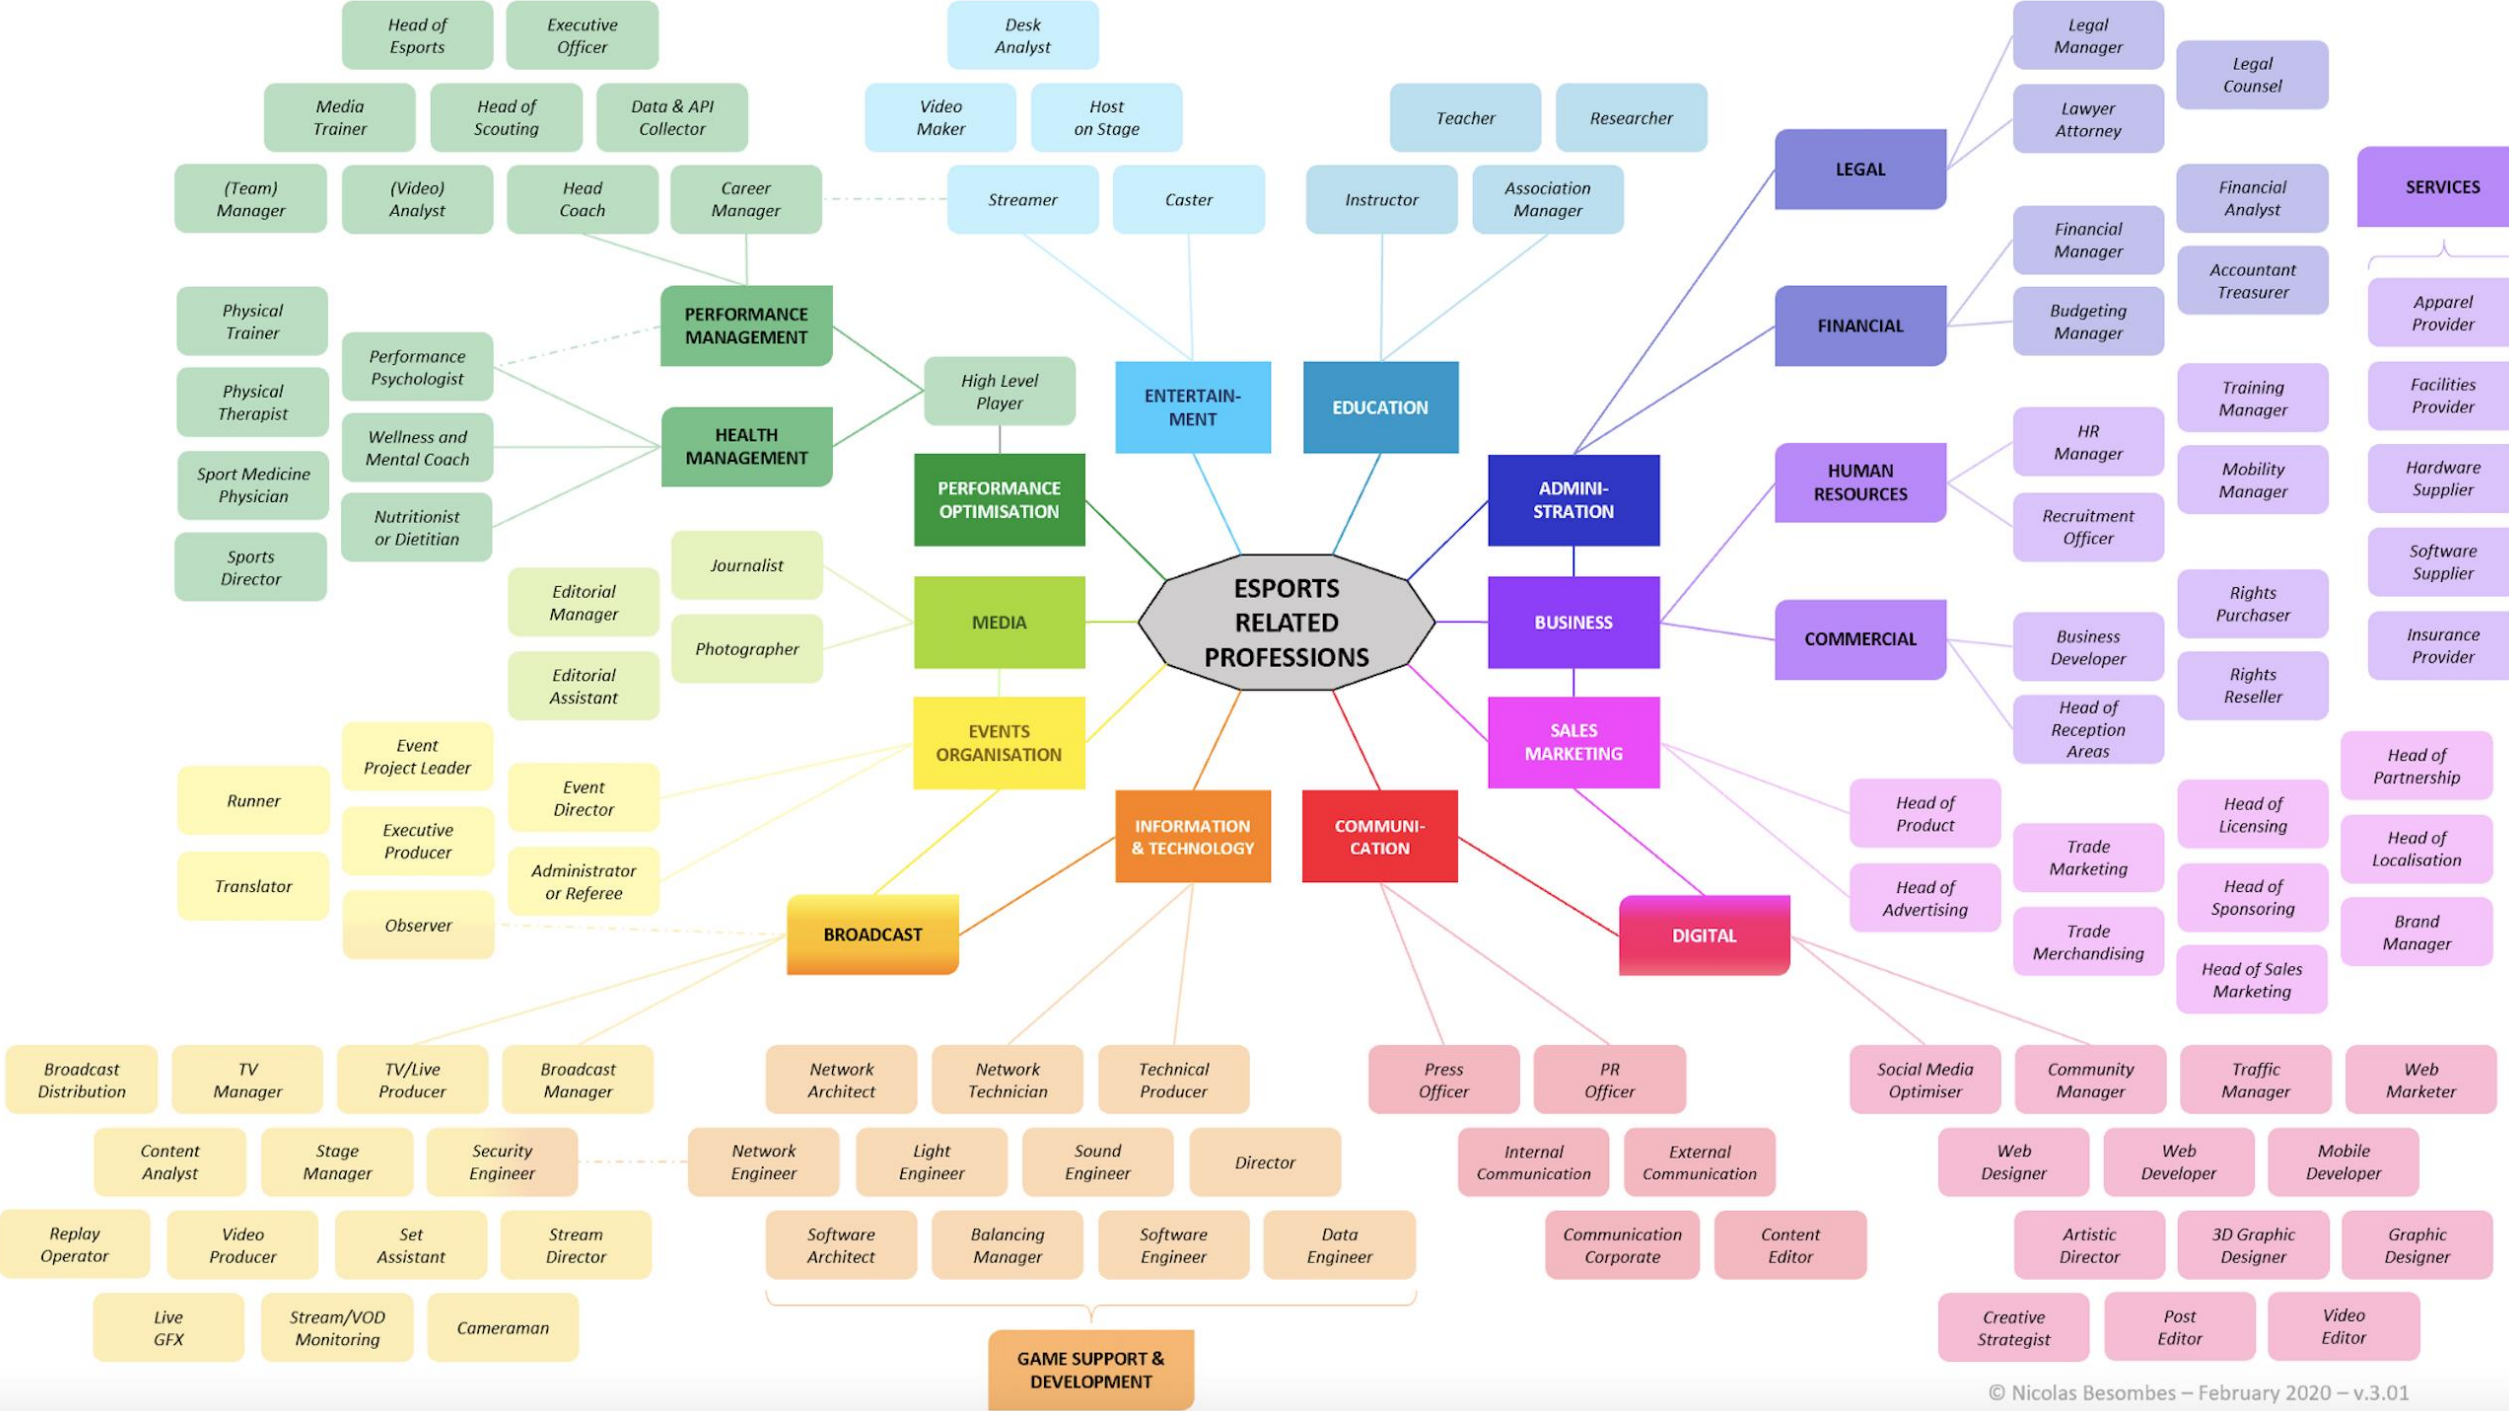 Head of
Esports
Executive
Officer
Media
Trainer
Head of
Scouting
Data & API
Collector
(Team)
Manager
(Video)
Analyst
Head
Coach
Career
Manager
Desk
Analyst
Video
Maker
Host
on Stage
Streamer
Caster
Teacher
Researcher
Instructor
Association
Manager
Legal
Manager
Legal
Counsel
Lawyer
Attorney
LEGAL
Financial
Analyst
Financial
Manager
Accountant
Treasurer
Budgeting
Manager
FINANCIAL
SERVICES
Apparel
Provider
Facilities
Provider
Hardware
Supplier
Software
Supplier
Insurance
Provider
Physical
Trainer
Performance
Psychologist
Physical
Therapist
Wellness and
Mental Coach
Sport Medicine
Physician
Nutritionist
or Dietitian
Sports
Director
PERFORMANCE
MANAGEMENT
HEALTH
MANAGEMENT
High Level
Player
PERFORMANCE
OPTIMISATION
ENTERTAIN-
MENT
EDUCATION
ADMINI-
STRATION
HUMAN
RESOURCES
HR
Manager
Training
Manager
Mobility
Manager
Recruitment
Officer
Journalist
Editorial
Manager
Photographer
Editorial
Assistant
MEDIA
ESPORTS
RELATED
PROFESSIONS
BUSINESS
COMMERCIAL
Business
Developer
Rights
Purchaser
Rights
Reseller
Head of
Reception
Areas
Event
Project Leader
Runner
Event
Director
Executive
Producer
Translator
Administrator
or Referee
Observer
EVENTS
ORGANISATION
SALES
MARKETING
INFORMATION
& TECHNOLOGY
COMMUNI-
CATION
BROADCAST
DIGITAL
Head of
Partnership
Head of
Product
Head of
Licensing
Trade
Marketing
Head of
Localisation
Head of
Advertising
Head of
Sponsoring
Trade
Merchandising
Brand
Manager
Head of Sales
Marketing
Broadcast
Distribution
TV
Manager
TV/Live
Producer
Broadcast
Manager
Content
Analyst
Stage
Manager
Security
Engineer
Replay
Operator
Video
Producer
Set
Assistant
Stream
Director
Live
GFX
Stream/VOD
Monitoring
Cameraman
Network
Architect
Network
Technician
Technical
Producer
Network
Engineer
Light
Engineer
Sound
Engineer
Director
Software
Architect
Balancing
Manager
Software
Engineer
Data
Engineer
GAME SUPPORT &
DEVELOPMENT
Press
Officer
PR
Officer
Internal
Communication
External
Communication
Communication
Corporate
Content
Editor
Social Media
Optimiser
Community
Manager
Traffic
Manager
Web
Marketer
Web
Designer
Web
Developer
Mobile
Developer
Artistic
Director
3D Graphic
Designer
Graphic
Designer
Creative
Strategist
Post
Editor
Video
Editor
© Nicolas Besombes – February 2020 – v.3.01